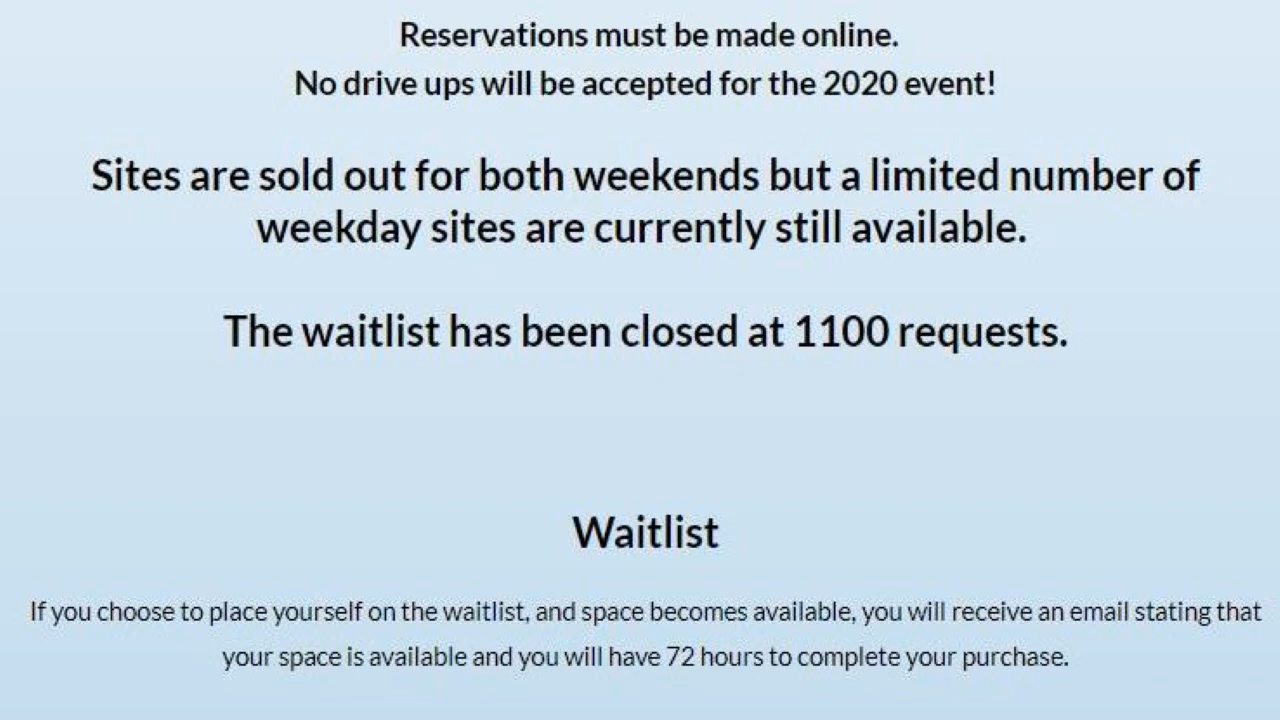 Reservations must be made online.
No drive ups will be accepted for the 2020 event!
Sites are sold out for both weekends but a limited number of
weekday sites are currently still available.
The waitlist has been closed at 1100 requests.
Waitlist
If you choose to place yourself on the waitlist, and space becomes available, you will receive an email stating that
your space is available and you will have 72 hours to complete your purchase.